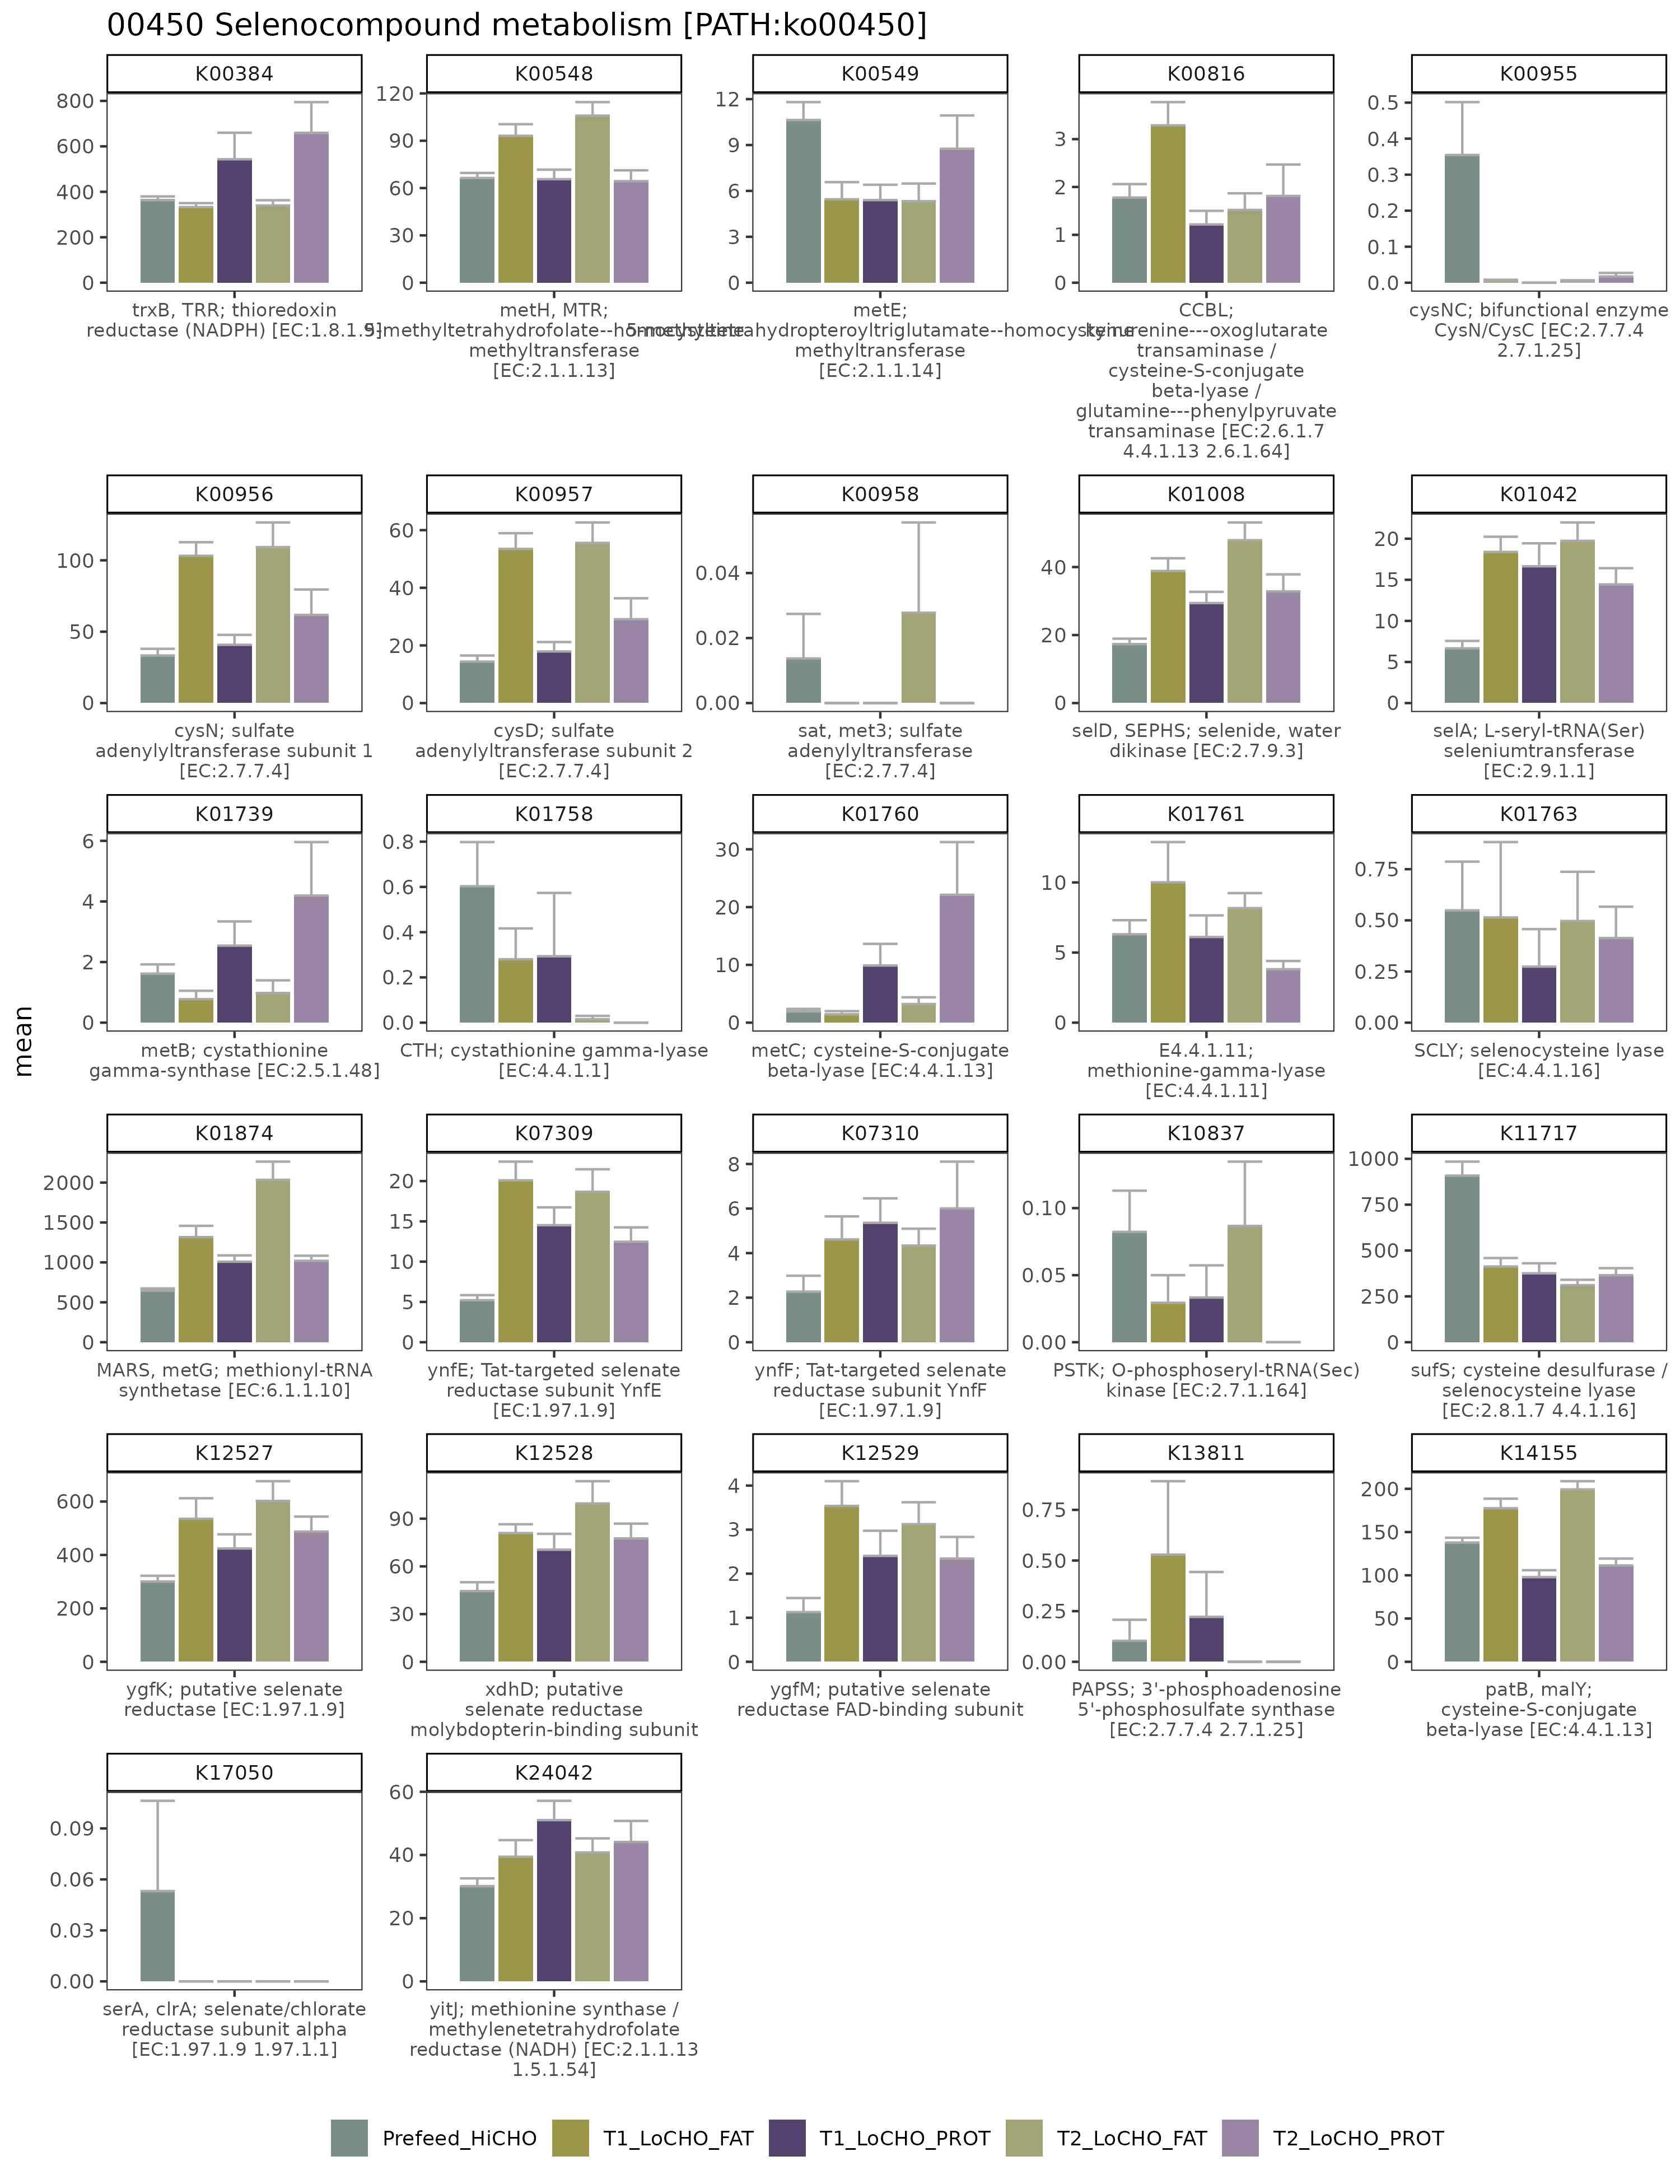 00450 Selenocompound metabolism [PATH:ko00450]
K00384 K00548 K00549 K00816 K00955
800
600
400
200
0
120
90
60
30
0
12
9
6
3
0
3
2
1
0
0.5
0.4
0.3
0.2
0.1
0.0
trxB, TRR; thioredoxin
reductase (NADPH) [EC:1.8.1.9]
metH, MTR;
5-methyltetrahydrofolate--homocysteine
methyltransferase
[EC:2.1.1.13]
metE;
5-methyltetrahydropteroyltriglutamate--homocysteine
methyltransferase
[EC:2.1.1.14]
CCBL;
kynurenine---oxoglutarate
transaminase /
cysteine-S-conjugate
beta-lyase /
glutamine---phenylpyruvate
transaminase [EC:2.6.1.7
4.4.1.13 2.6.1.64]
cysNC; bifunctional enzyme
CysN/CysC [EC:2.7.7.4
2.7.1.25]
K00956 K00957 K00958 K01008 K01042
100
50
0
60
40
20
0
0.04
0.02
0.00
40
20
0
20
15
10
5
0
cysN; sulfate
adenylyltransferase subunit 1
[EC:2.7.7.4]
cysD; sulfate
adenylyltransferase subunit 2
[EC:2.7.7.4]
sat, met3; sulfate
adenylyltransferase
[EC:2.7.7.4]
selD, SEPHS; selenide, water
dikinase [EC:2.7.9.3]
selA; L-seryl-tRNA(Ser)
seleniumtransferase
[EC:2.9.1.1]
mean
K01739 K01758 K01760 K01761 K01763
6
4
2
0
0.8
0.6
0.4
0.2
0.0
30
20
10
0
10
5
0
0.75
0.50
0.25
0.00
metB; cystathionine
gamma-synthase [EC:2.5.1.48]
CTH; cystathionine gamma-lyase
[EC:4.4.1.1]
metC; cysteine-S-conjugate
beta-lyase [EC:4.4.1.13]
E4.4.1.11;
methionine-gamma-lyase
[EC:4.4.1.11]
SCLY; selenocysteine lyase
[EC:4.4.1.16]
K01874 K07309 K07310 K10837 K11717
2000
1500
1000
500
0
20
15
10
5
0
8
6
4
2
0
0.10
0.05
0.00
1000
750
500
250
0
MARS, metG; methionyl-tRNA
synthetase [EC:6.1.1.10]
ynfE; Tat-targeted selenate
reductase subunit YnfE
[EC:1.97.1.9]
ynfF; Tat-targeted selenate
reductase subunit YnfF
[EC:1.97.1.9]
PSTK; O-phosphoseryl-tRNA(Sec)
kinase [EC:2.7.1.164]
sufS; cysteine desulfurase /
selenocysteine lyase
[EC:2.8.1.7 4.4.1.16]
K12527 K12528 K12529 K13811 K14155
600
400
200
0
90
60
30
0
4
3
2
1
0
0.75
0.50
0.25
0.00
200
150
100
50
0
ygfK; putative selenate
reductase [EC:1.97.1.9]
xdhD; putative
selenate reductase
molybdopterin-binding subunit
ygfM; putative selenate
reductase FAD-binding subunit
PAPSS; 3'-phosphoadenosine
5'-phosphosulfate synthase
[EC:2.7.7.4 2.7.1.25]
patB, malY;
cysteine-S-conjugate
beta-lyase [EC:4.4.1.13]
K17050 K24042
0.09
0.06
0.03
0.00
60
40
20
0
serA, clrA; selenate/chlorate
reductase subunit alpha
[EC:1.97.1.9 1.97.1.1]
yitJ; methionine synthase /
methylenetetrahydrofolate
reductase (NADH) [EC:2.1.1.13
1.5.1.54]
Prefeed_HiCHO T1_LoCHO_FAT T1_LoCHO_PROT T2_LoCHO_FAT T2_LoCHO_PROT